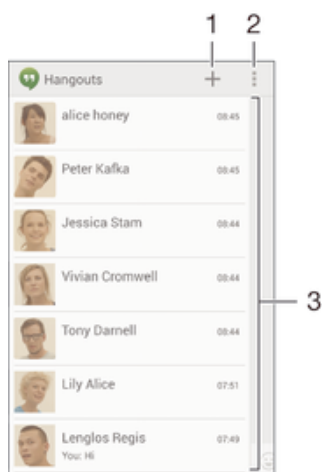 1 2
Hangouts
alice honey 08:45
Peter Kafka 08:45
Jessica Stam 08:44
3
Vivian Cromwell 08:44
Tony Darnell 08:44
Lily Alice 07:51
Lenglos Regis 07:49
You: Hi